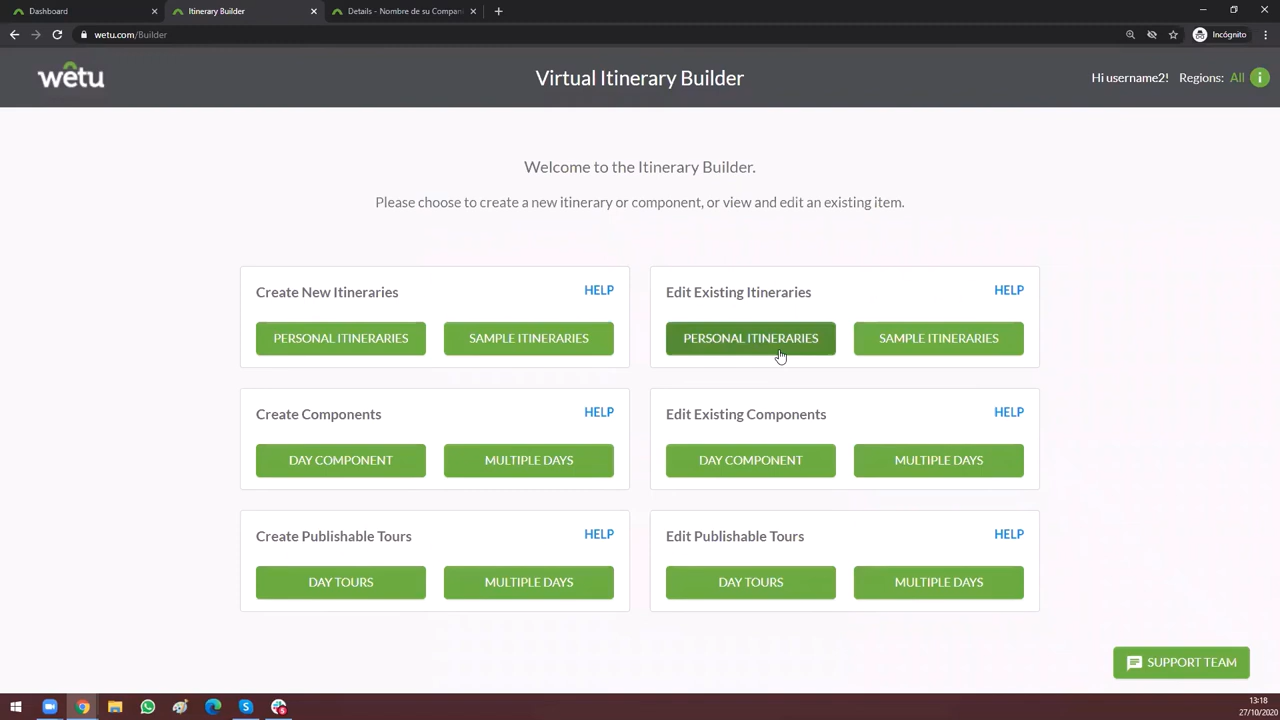 Dashboard
Itinerary Builder
Details - Nombre de su Compan
wetu.com/Builder
Incógnito
wetu
Virtual Itinerary Builder
Hi username2! Regions: All
Welcome to the Itinerary Builder.
Please choose to create a new itinerary or component, or view and edit an existing item.
Create New Itineraries HELP
PERSONAL ITINERARIES SAMPLE ITINERARIES
Edit Existing Itineraries HELP
PERSONAL ITINERARIES SAMPLE ITINERARIES
Create Components HELP
DAY COMPONENT MULTIPLE DAYS
Edit Existing Components HELP
DAY COMPONENT MULTIPLE DAYS
Create Publishable Tours HELP
DAY TOURS MULTIPLE DAYS
Edit Publishable Tours HELP
DAY TOURS MULTIPLE DAYS
SUPPORT TEAM
13:18
27/10/2020